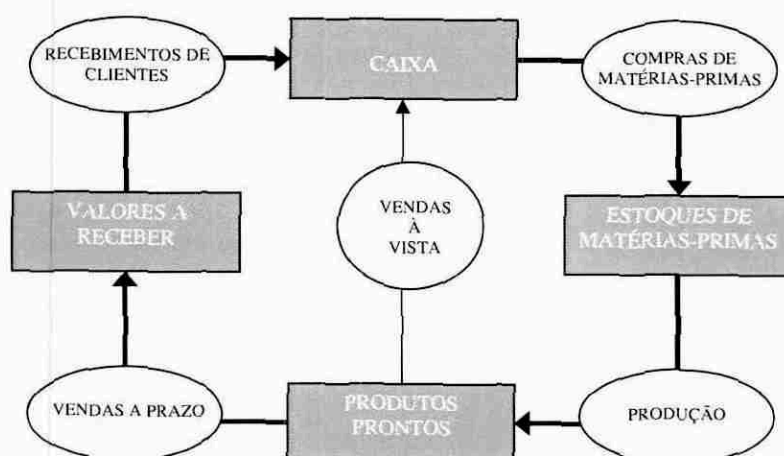 RECEBIMENTOS DE
CLIENTES
CAIXA
COMPRAS DE
MATÉRIAS-PRIMAS
VALORES A
RECEBER
VENDAS
À
VISTA
ESTOQUES DE
MATÉRIAS-PRIMAS
VENDAS A PRAZO
PRODUTOS
PRONTOS
PRODUÇÃO